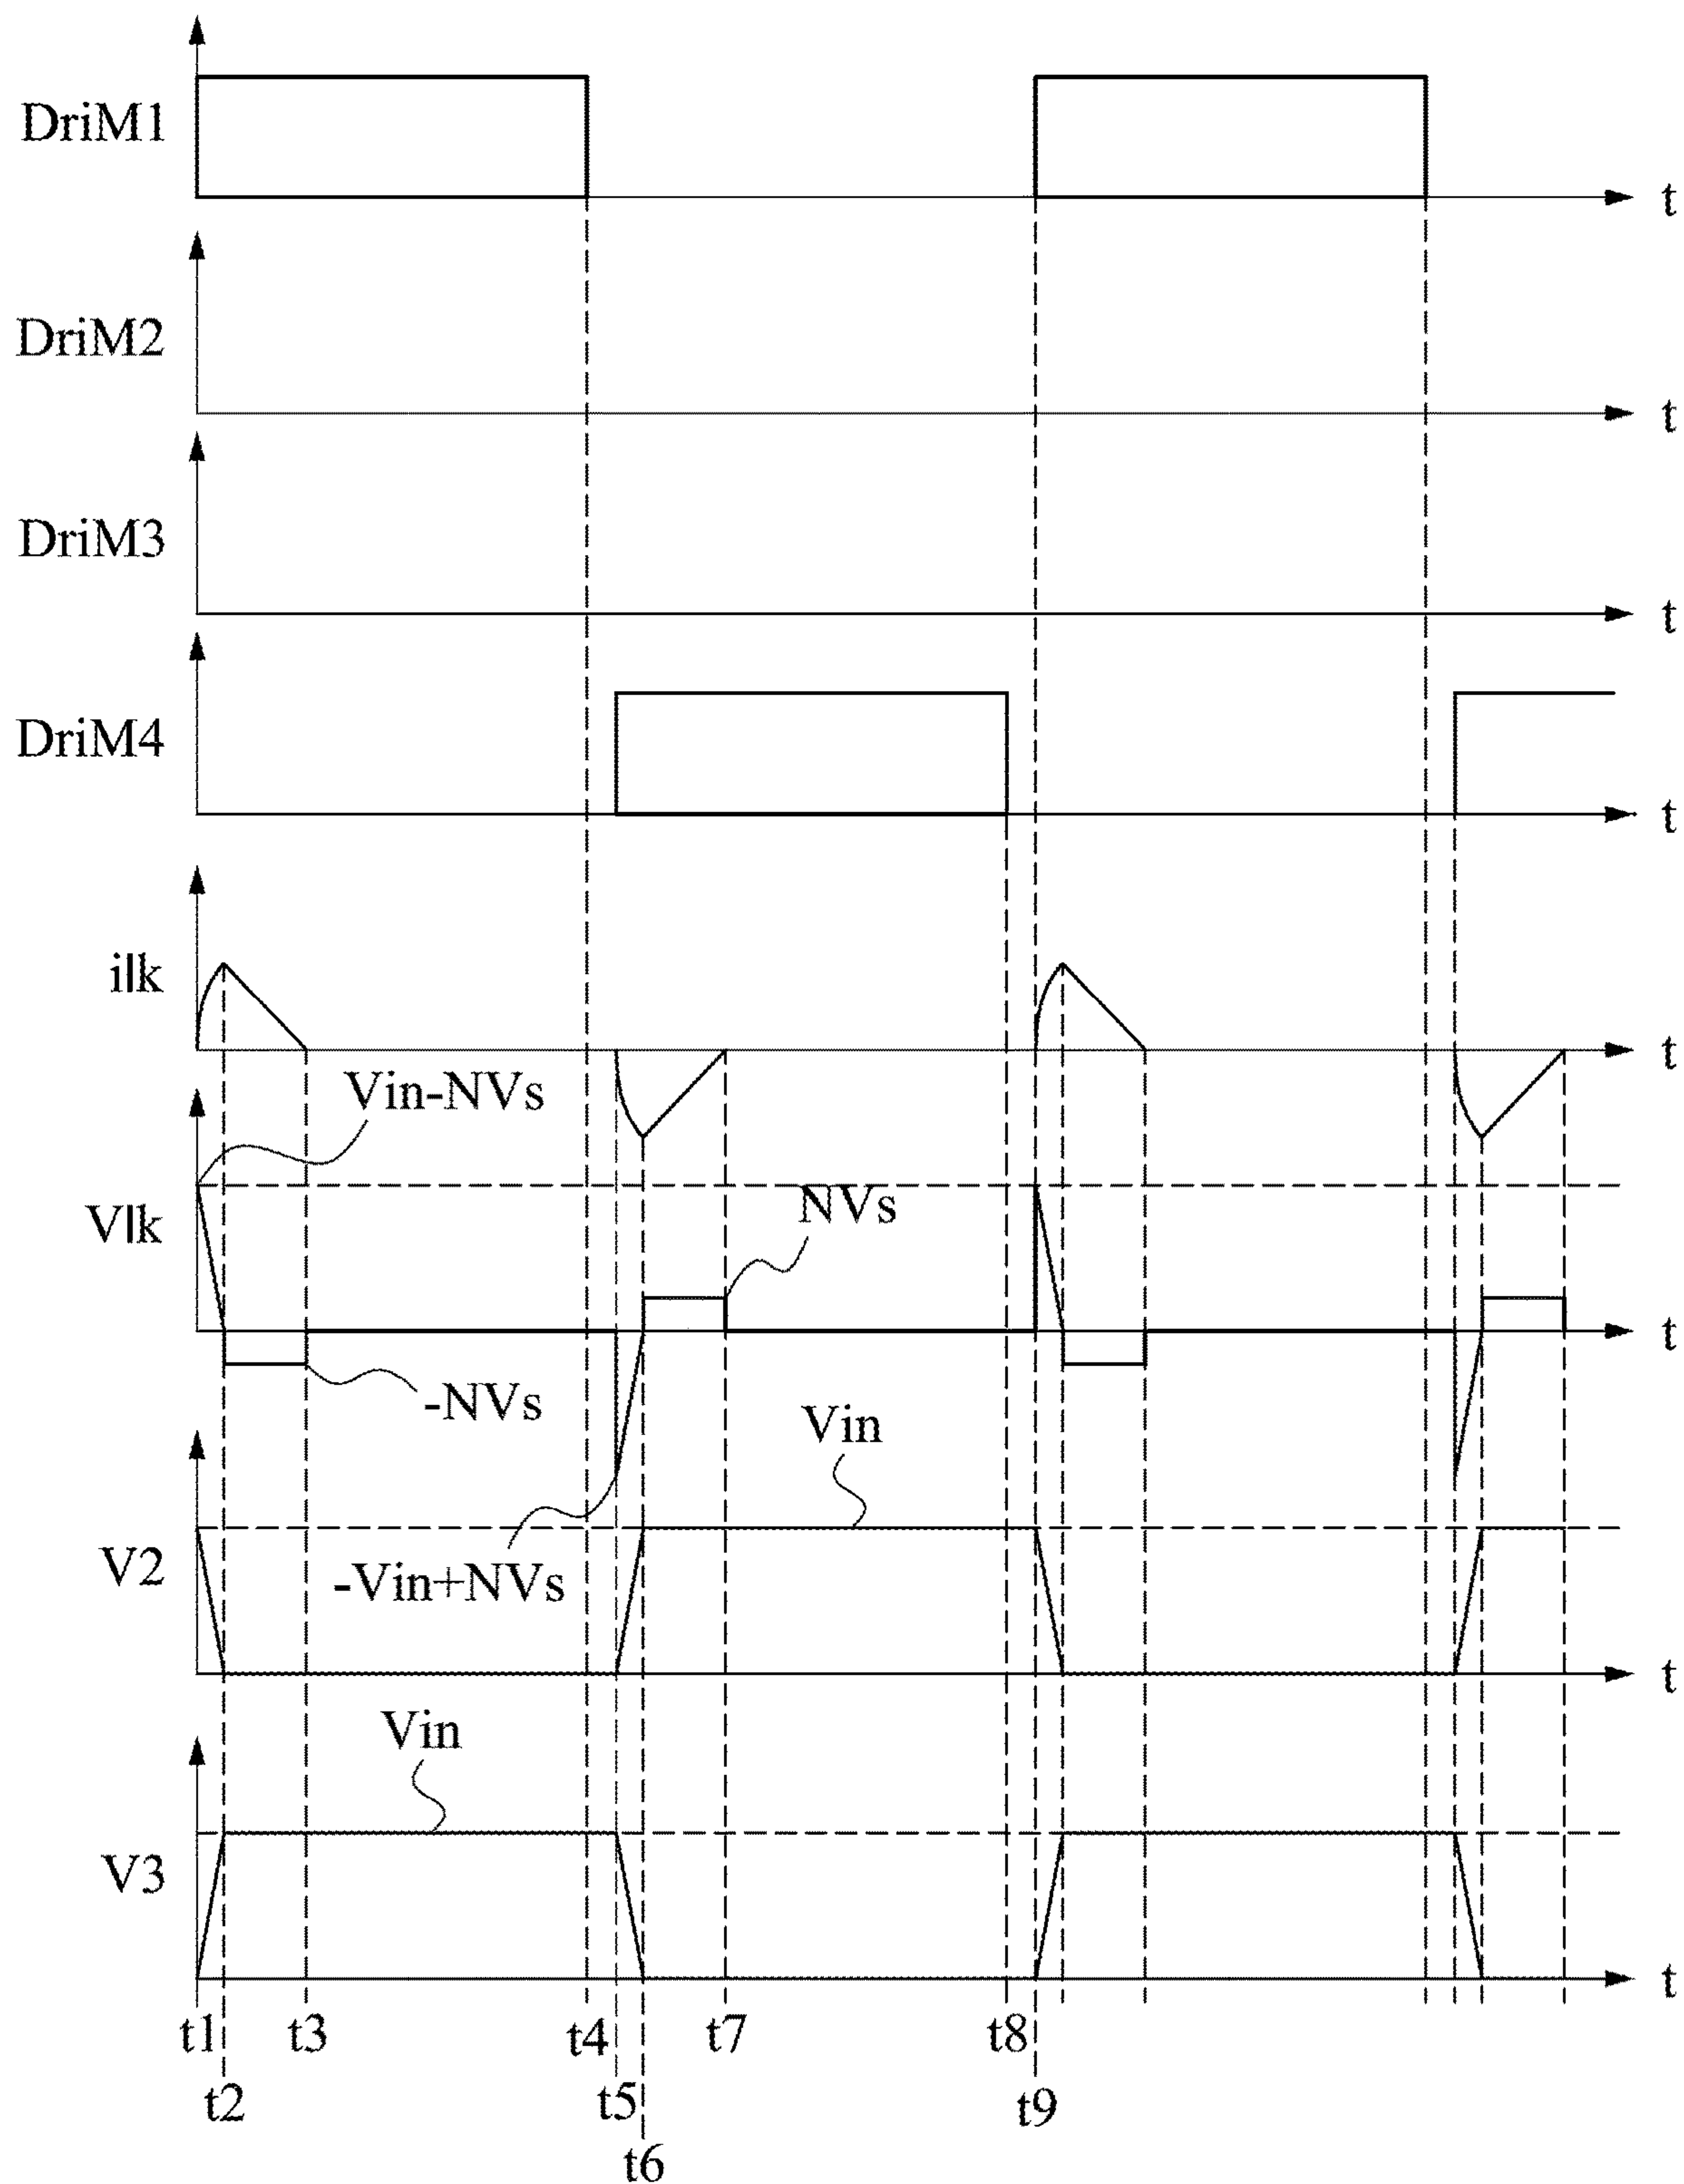 DriM1
t
DriM2
t
DriM3
t
DriM4
t
ilk
t
Vin-NVs
NVs
Vlk
t
-NVs
Vin
V2
-Vin+NVs
t
Vin
V3
t
t1 t3 t4 t7 t8
t2 t5 t9
t6